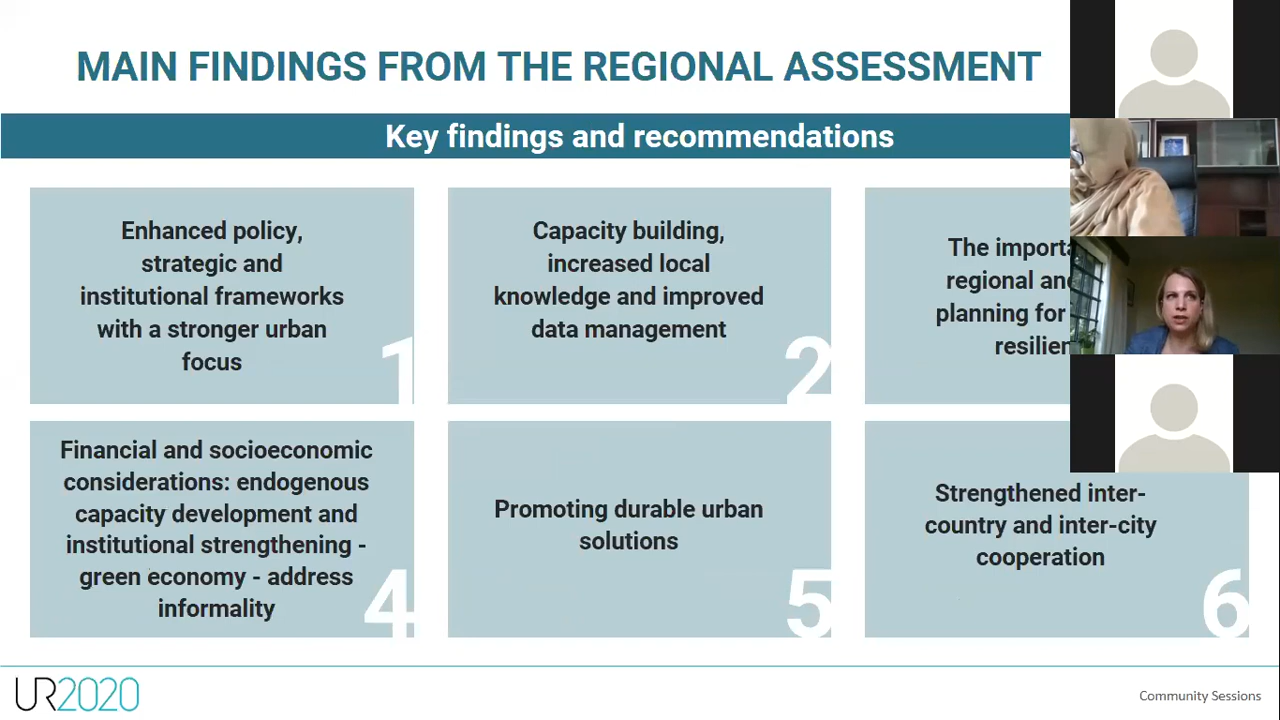 MAIN FINDINGS FROM THE REGIONAL ASSESSMENT
Key findings and recommendations
Enhanced policy,
strategic and
institutional frameworks
with a stronger urban
focus
1
Capacity building,
increased local
knowledge and improved
data management
2
The
regional
planning for
Financial and socioeconomic
considerations: endogenous
capacity development and
institutional strengthening -
green economy - address
informality
4
Promoting durable urban
solutions
5
Strengthened inter-
country and inter-city
cooperation
6
UR2020
Community Sessions